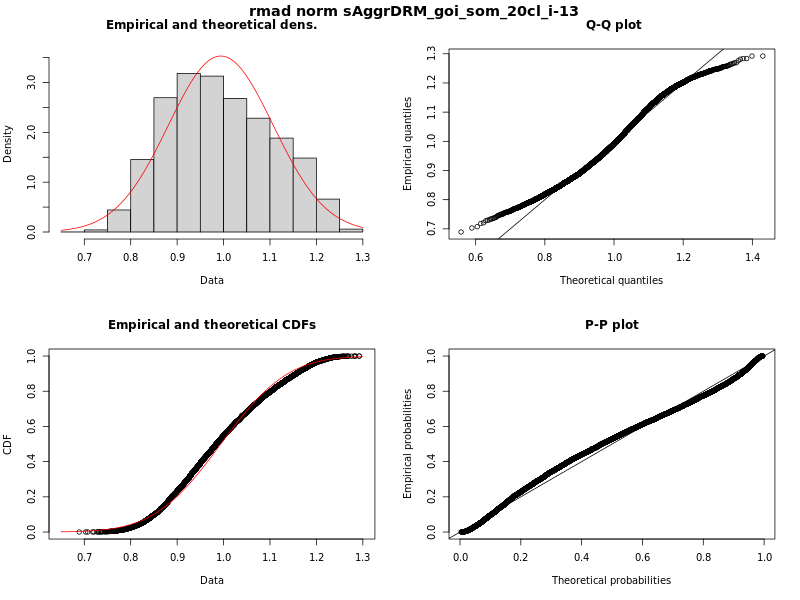 rmad norm sAggrDRM_goi_som_20cl_i-13
Empirical and theoretical dens.
Density
0.0 1.0 2.0 3.0
0.7 0.8 0.9 1.0 1.1 1.2 1.3
Data
Q-Q plot
Empirical quantiles
0.7 0.8 0.9 1.0 1.1 1.2 1.3
0.6 0.8 1.0 1.2 1.4
Theoretical quantiles
Empirical and theoretical CDFs
CDF
0.0 0.2 0.4 0.6 0.8 1.0
0.7 0.8 0.9 1.0 1.1 1.2 1.3
Data
P-P plot
Empirical probabilities
0.0 0.2 0.4 0.6 0.8 1.0
0.0 0.2 0.4 0.6 0.8 1.0
Theoretical probabilities